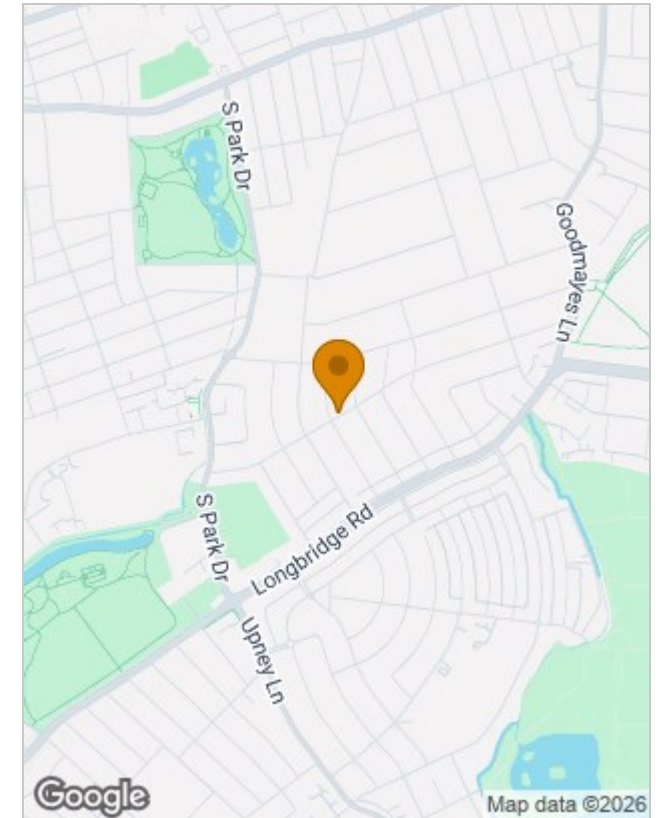 S Park Dr
Goodmayes Ln
S Park Dr
Longbridge Rd
Upney Ln
Google
Map data ©2026